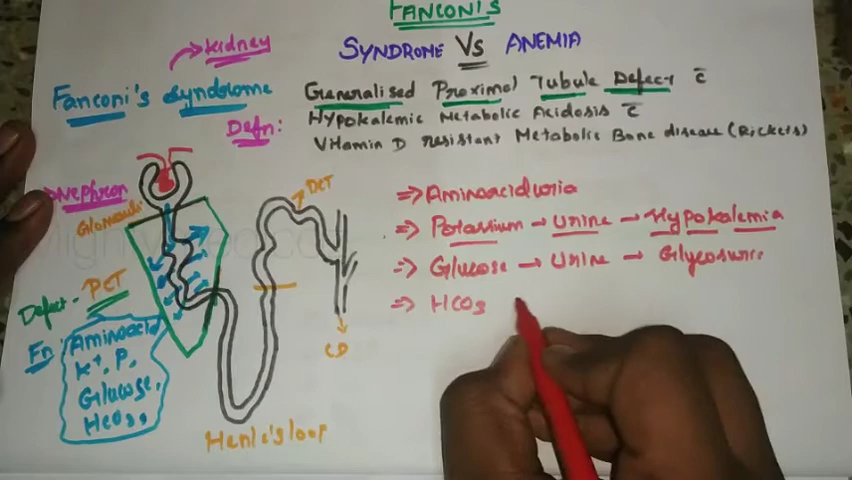 FANCONI'S
SYNDROME Vs ANEMIA
kidney
Fanconi's Syndrome
Generalised Proximal Tubule Defect c̄
Defn:
Hypokalemic Metabolic Acidosis c̄
Vitamin D resistant Metabolic Bone disease (Rickets)
Nephron
Glomeruli
DCT
⇒ Aminoaciduria
⇒ Potassium → Urine → Hypokalemia
⇒ Glucose → Urine → Glycosuria
⇒ HCO3
Defect - PCT
Fn:
Aminoacid
K+, P,
Glucose,
HCO3,
CD
Henle's loop